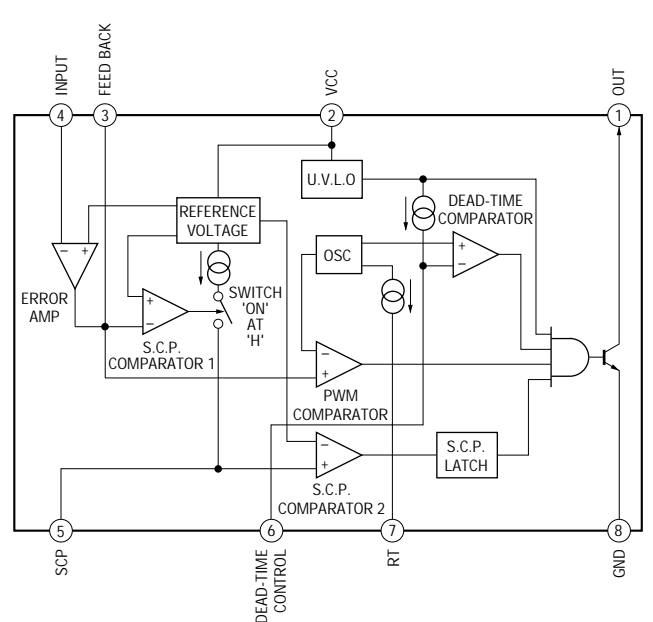 INPUT
FEED BACK
VCC
OUT
4
3
2
1
U.V.L.O
DEAD-TIME
COMPARATOR
REFERENCE
VOLTAGE
+
−
− +
OSC
ERROR
AMP
+
−
SWITCH
'ON'
AT
'H'
S.C.P.
COMPARATOR 1
−
+
PWM
COMPARATOR
−
+
S.C.P.
LATCH
S.C.P.
COMPARATOR 2
5
6
7
8
SCP
DEAD-TIME
CONTROL
RT
GND